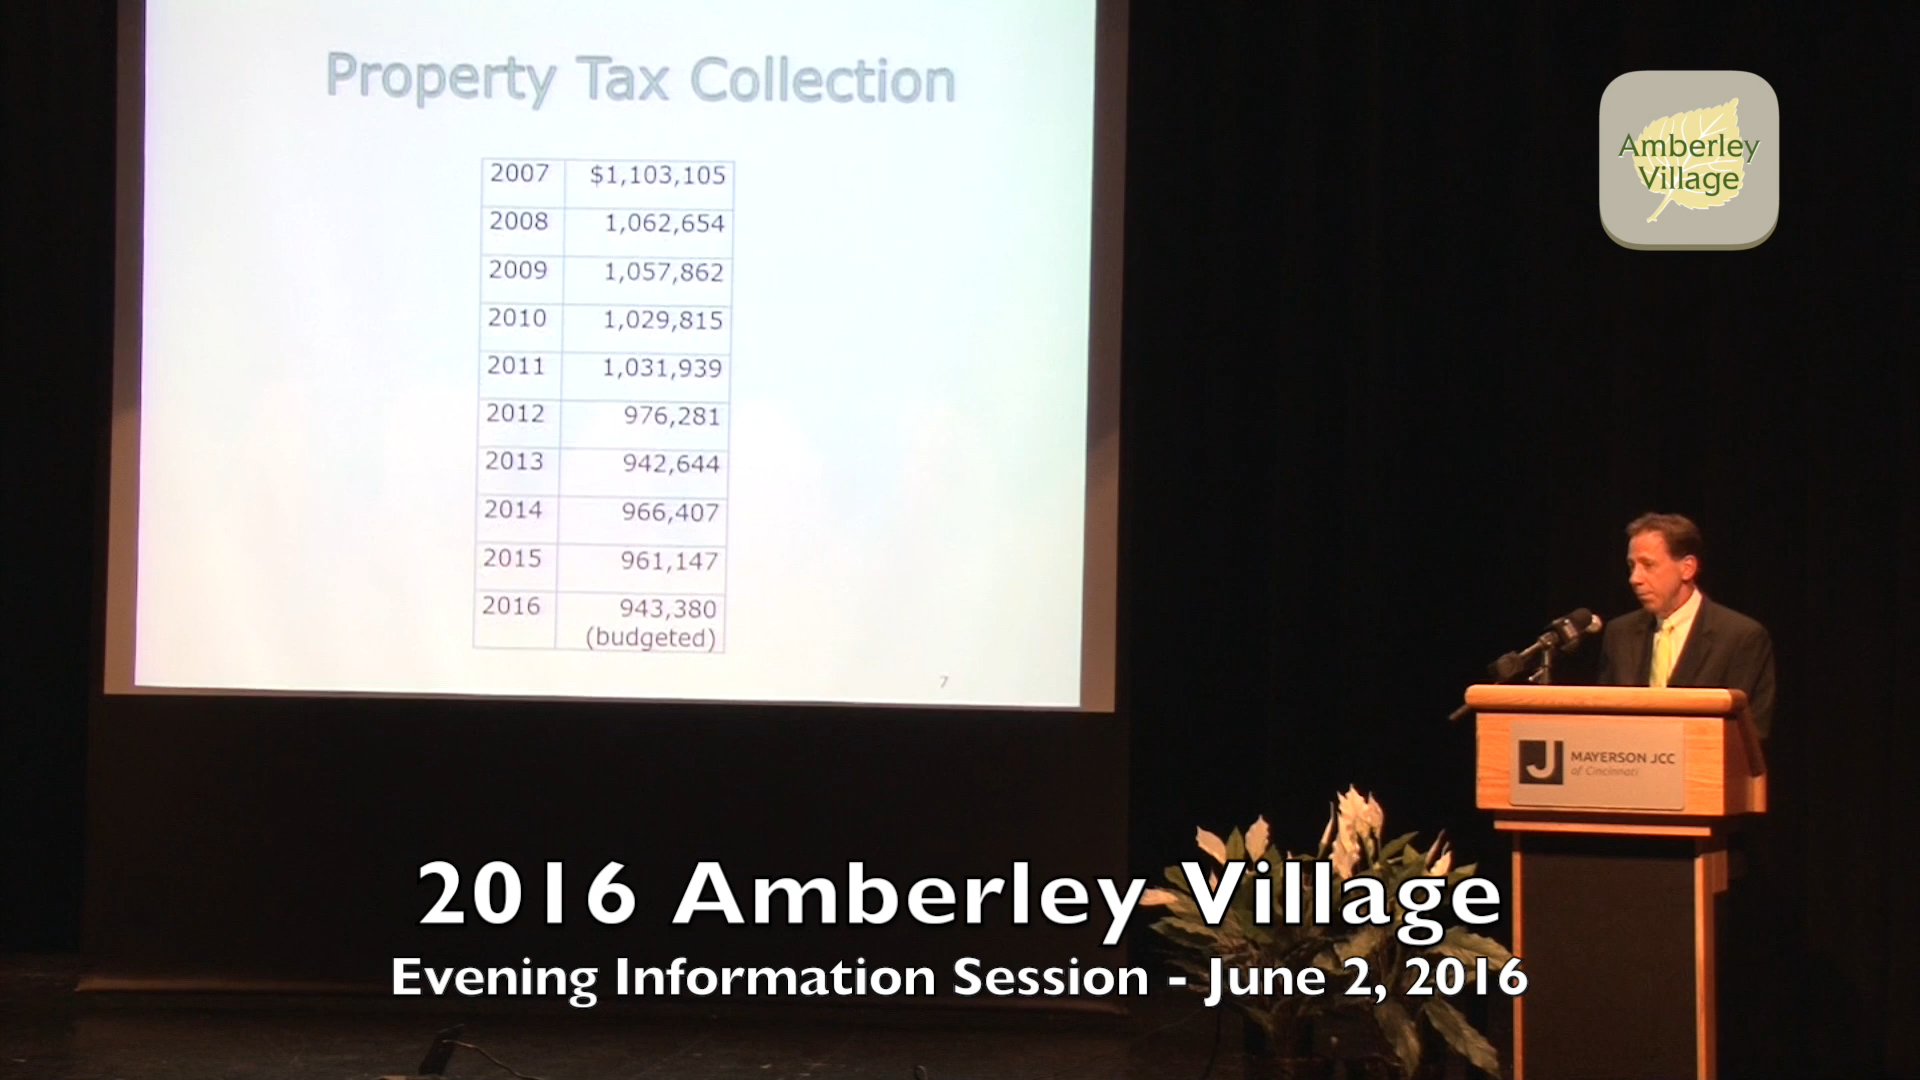 Property Tax Collection
2007 $1,103,105
2008 1,062,654
2009 1,057,862
2010 1,029,815
2011 1,031,939
2012 976,281
2013 942,644
2014 966,407
2015 961,147
2016 943,380
(budgeted)
7
Amberley
Village
J MAYERSON JCC
of Cincinnati
2016 Amberley Village
Evening Information Session - June 2, 2016